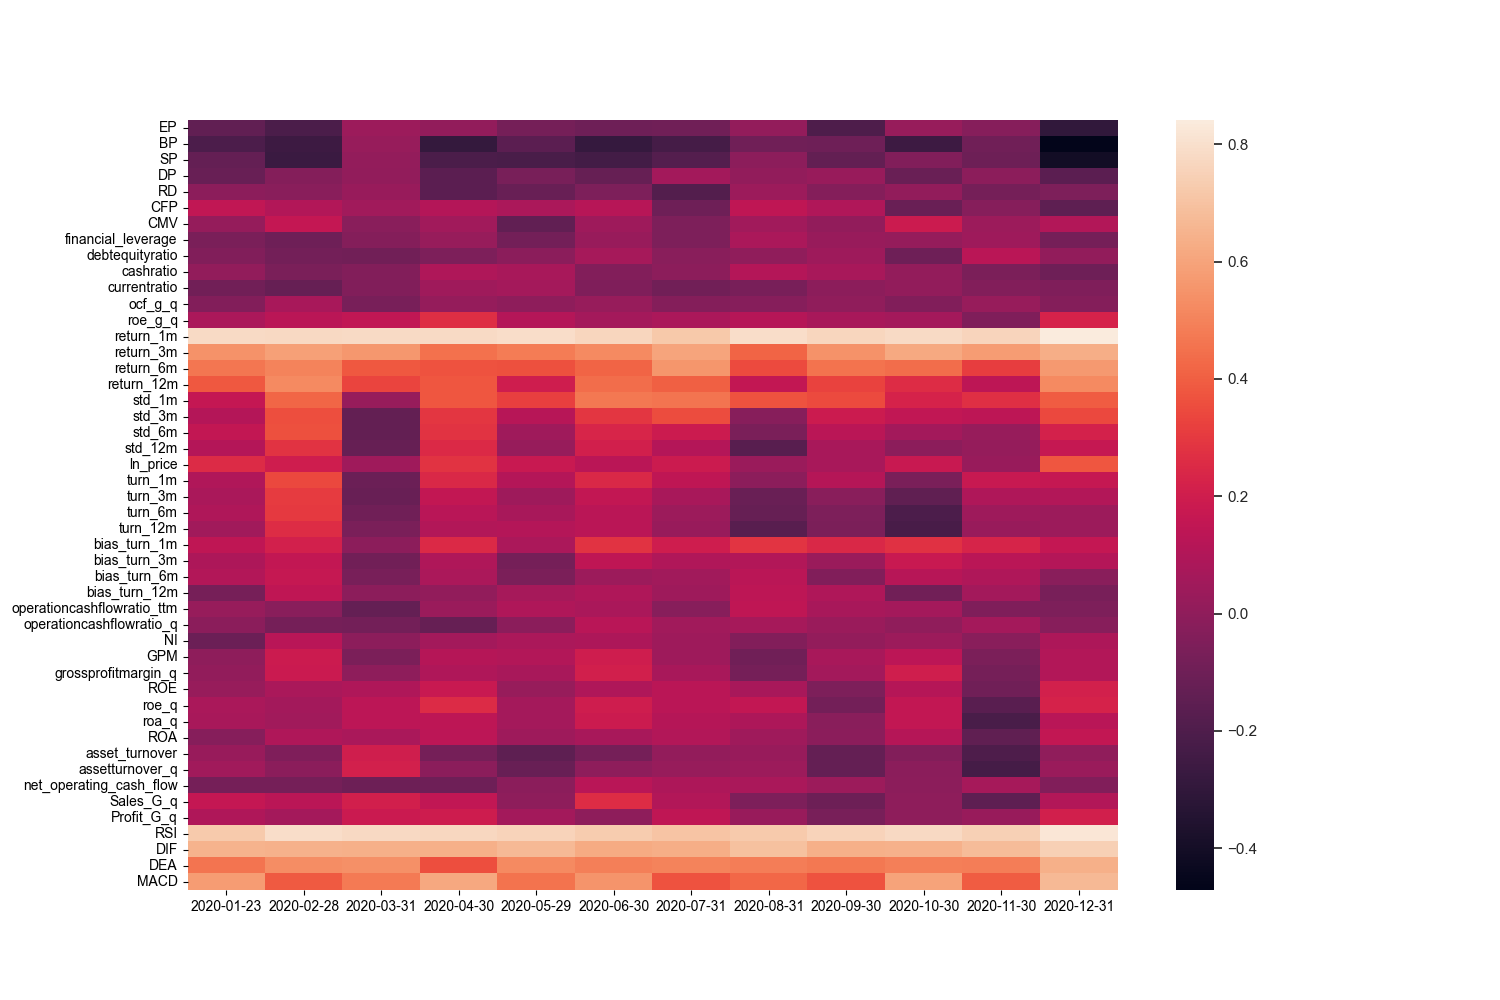 EP
BP
SP
DP
RD
CFP
CMV
financial_leverage
debtequityratio
cashratio
currentratio
ocf_g_q
roe_g_q
return_1m
return_3m
return_6m
return_12m
std_1m
std_3m
std_6m
std_12m
ln_price
turn_1m
turn_3m
turn_6m
turn_12m
bias_turn_1m
bias_turn_3m
bias_turn_6m
bias_turn_12m
operationcashflowratio_ttm
operationcashflowratio_q
NI
GPM
grossprofitmargin_q
ROE
roe_q
roa_q
ROA
asset_turnover
assetturnover_q
net_operating_cash_flow
Sales_G_q
Profit_G_q
RSI
DIF
DEA
MACD
2020-01-23 2020-02-28 2020-03-31 2020-04-30 2020-05-29 2020-06-30 2020-07-31 2020-08-31 2020-09-30 2020-10-30 2020-11-30 2020-12-31
0.8
0.6
0.4
0.2
0.0
−0.2
−0.4